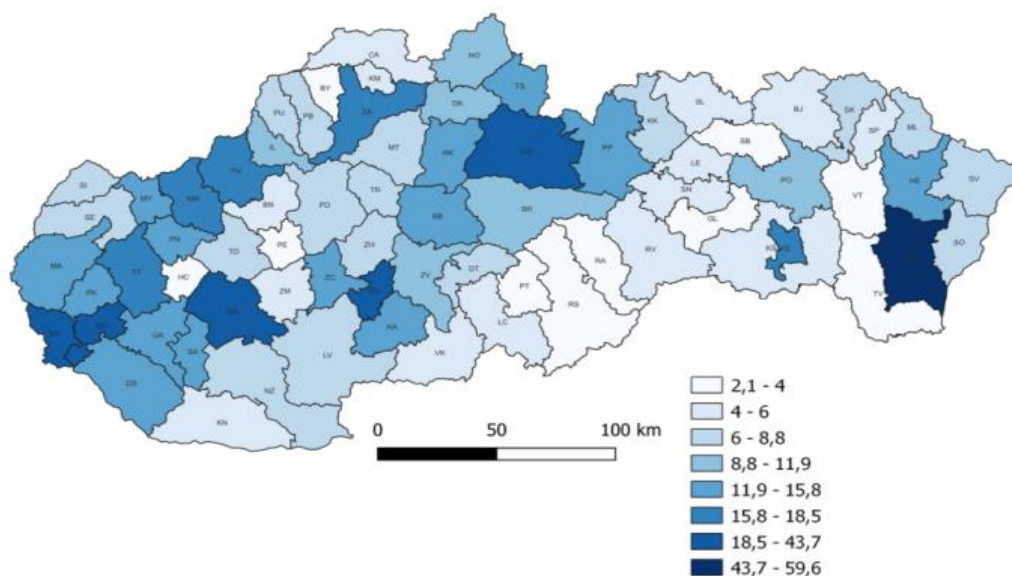 CA
NO
KM
BY
TS
PU
PB
ZA
DK
KK
SL
BJ
SK
SP
ML
IL
MT
RK
PP
SB
LE
TN
PO
HE
SV
SI
MY
NM
BN
PD
TR
SN
VT
SE
BB
BR
GL
PN
TO
PE
ZH
RV
SO
MA
TT
HC
ZC
ZV
DT
RA
PK
ZM
PT
RS
TV
GA
SA
KA
LC
DS
LV
VK
NZ
KN
0 50 100 km
2,1 - 4
4 - 6
6 - 8,8
8,8 - 11,9
11,9 - 15,8
15,8 - 18,5
18,5 - 43,7
43,7 - 59,6